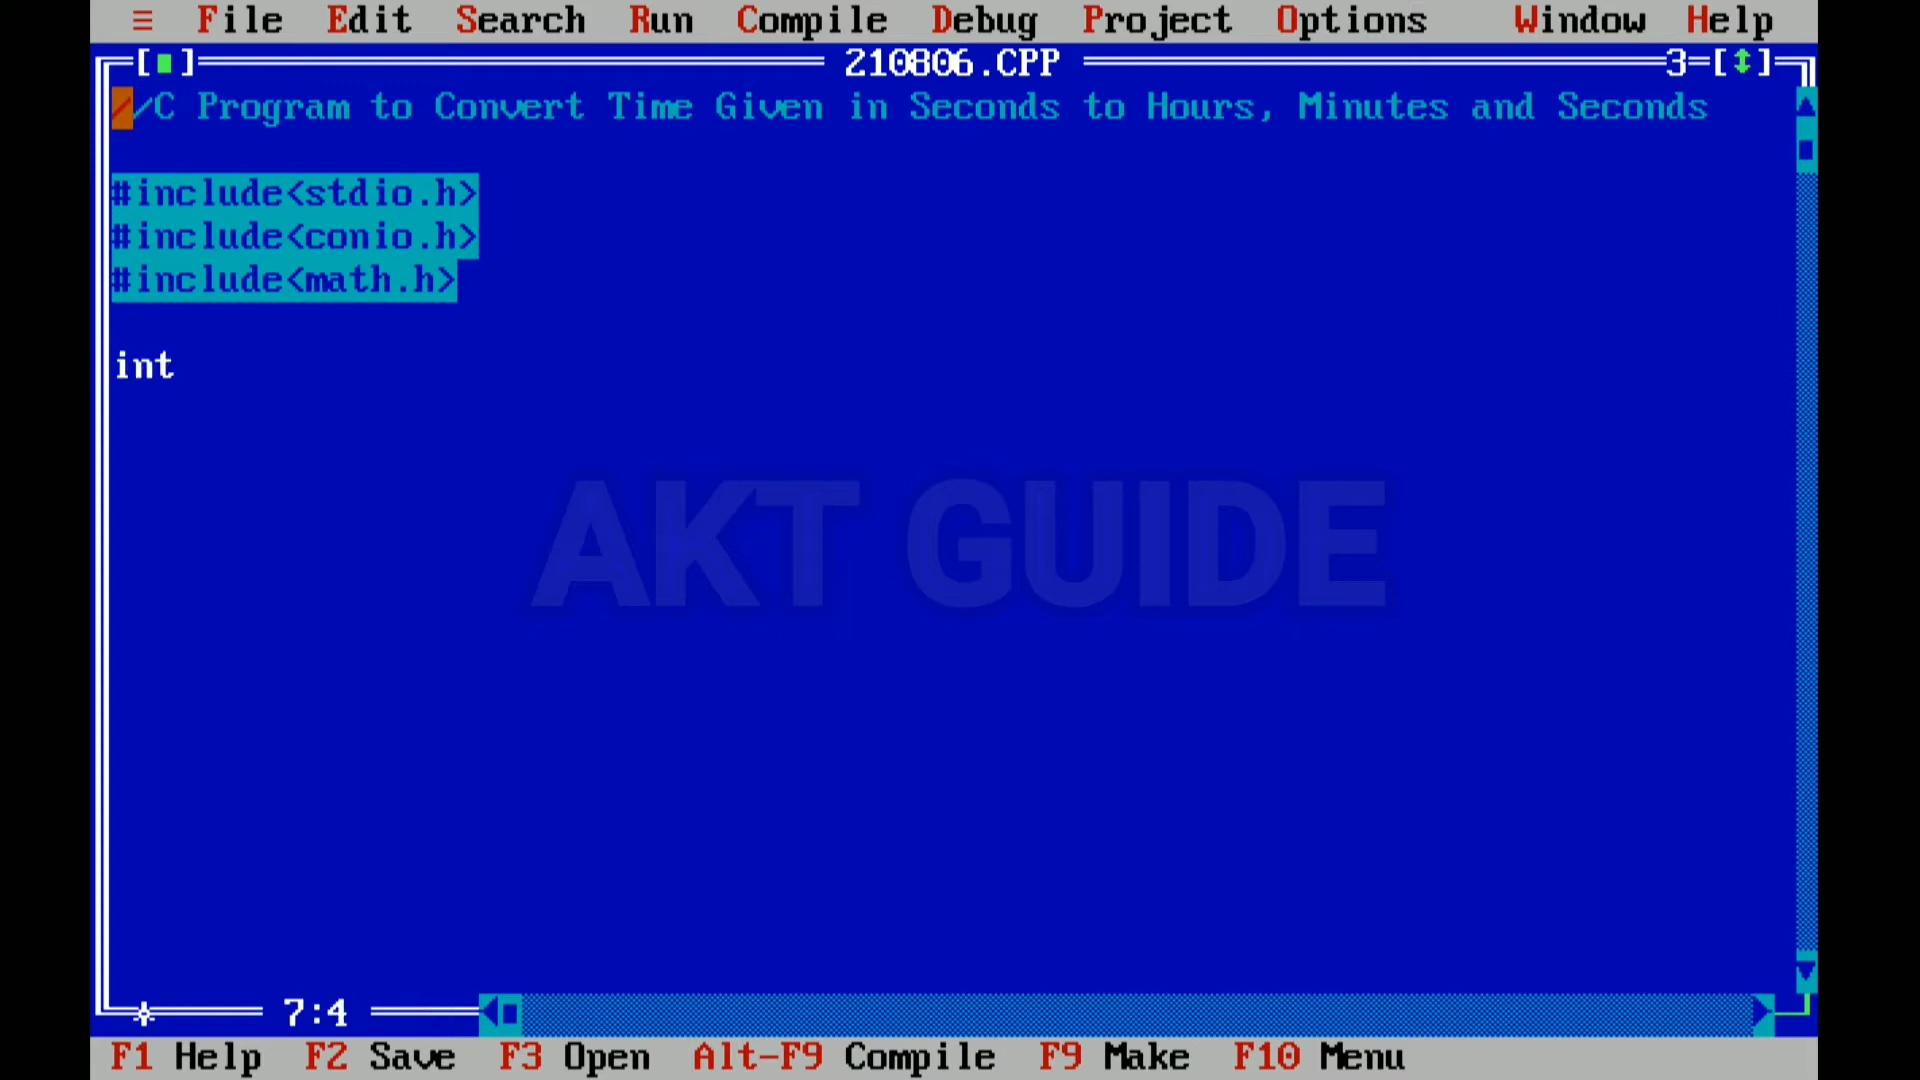 ≡ File Edit Search Run Compile Debug Project Options Window Help
[■] 210806.CPP 3=[↕]
//C Program to Convert Time Given in Seconds to Hours, Minutes and Seconds
#include<stdio.h>
#include<conio.h>
#include<math.h>
int
AKT GUIDE
7:4
F1 Help F2 Save F3 Open Alt-F9 Compile F9 Make F10 Menu